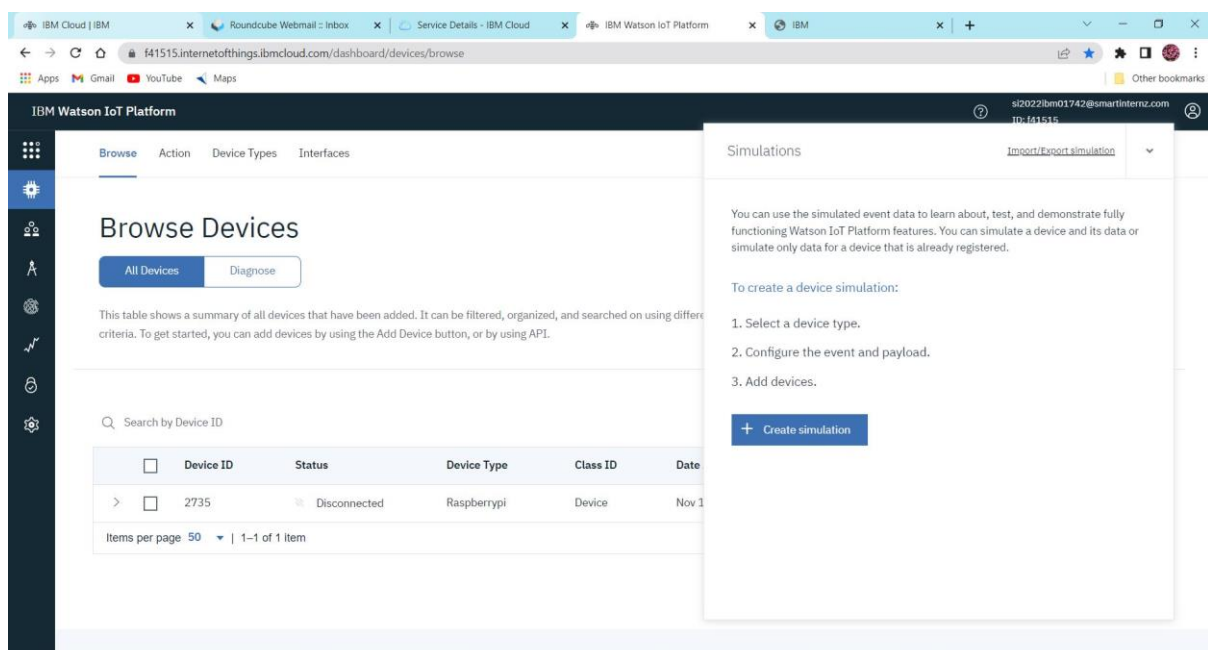 IBM Cloud | IBM
Roundcube Webmail :: Inbox
Service Details - IBM Cloud
IBM Watson IoT Platform
IBM
f41515.internetofthings.ibmcloud.com/dashboard/devices/browse
Apps
Gmail
YouTube
Maps
Other bookmarks
IBM Watson IoT Platform
si2022ibm01742@smartinternz.com
ID: f41515
Browse Action Device Types Interfaces
Simulations
Import/Export simulation
Browse Devices
All Devices Diagnose
This table shows a summary of all devices that have been added. It can be filtered, organized, and searched on using differe
criteria. To get started, you can add devices by using the Add Device button, or by using API.
Search by Device ID
Device ID Status Device Type Class ID Date
2735 Disconnected Raspberrypi Device Nov 1
Items per page 50 | 1–1 of 1 item
You can use the simulated event data to learn about, test, and demonstrate fully
functioning Watson IoT Platform features. You can simulate a device and its data or
simulate only data for a device that is already registered.
To create a device simulation:
1. Select a device type.
2. Configure the event and payload.
3. Add devices.
+ Create simulation